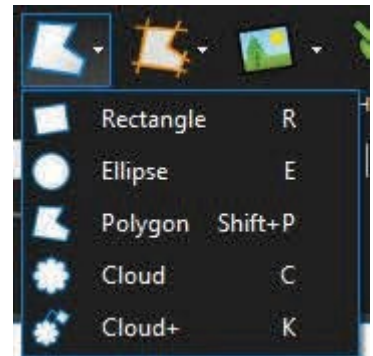 Rectangle R
Ellipse E
Polygon Shift+P
Cloud C
Cloud+ K